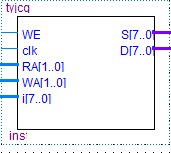 tyjcq
WE S[7..0]
clk D[7..0]
RA[1..0]
WA[1..0]
i[7..0]
inst